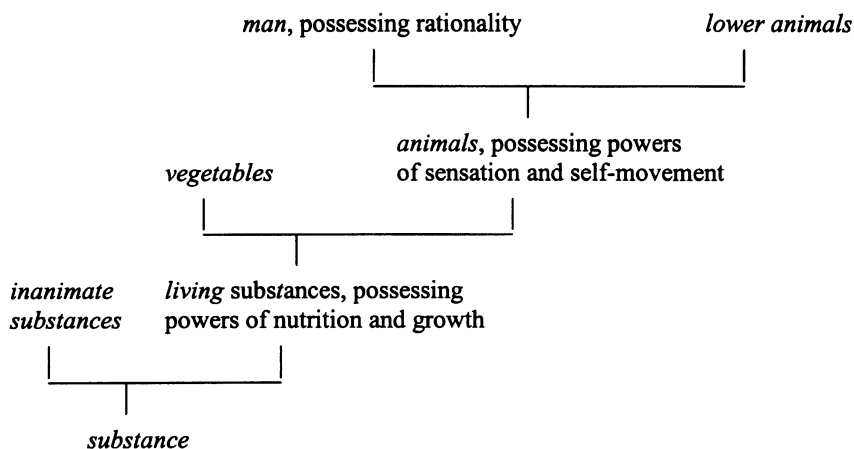 man, possessing rationality
lower animals
animals, possessing powers
of sensation and self-movement
vegetables
inanimate
substances
living substances, possessing
powers of nutrition and growth
substance